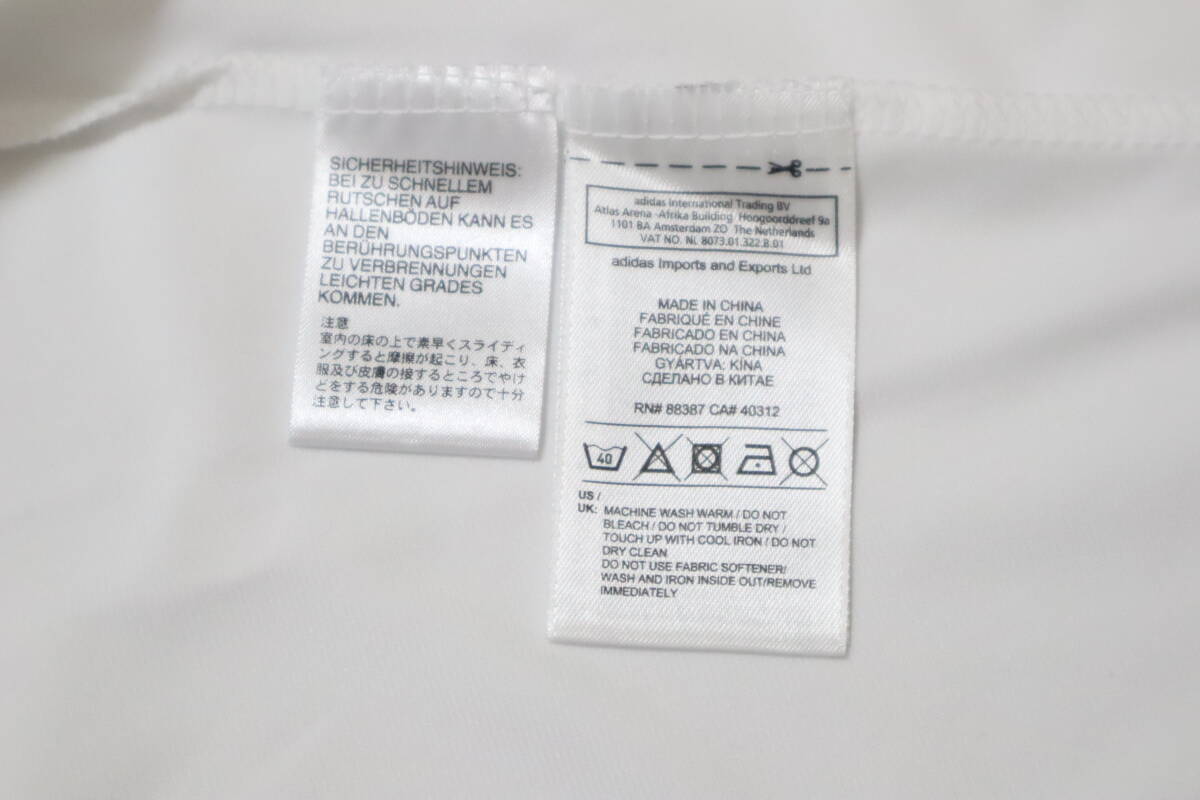 SICHERHEITSHINWEIS:
BEI ZU SCHNELLEM
RUTSCHEN AUF
HALLENBÖDEN KANN ES
AN DEN
BERÜHRUNGSPUNKTEN
ZU VERBRENNUNGEN
LEICHTEN GRADES
KOMMEN.
注意
室内の床の上で素早くスライディ
ングすると摩擦が起こり、床、衣
服及び皮膚の接するところでやけ
どをする危険がありますので十分
注意して下さい。
adidas International Trading BV
Atlas Arena -Afrika Building Hoogoorddreef 9a
1101 BA Amsterdam ZO The Netherlands
VAT NO. NL 8073.01.322.B.01
adidas Imports and Exports Ltd
MADE IN CHINA
FABRIQUÉ EN CHINE
FABRICADO EN CHINA
FABRICADO NA CHINA
GYÁRTVA: KÍNA
СДЕЛАНО В КИТАЕ
RN# 88387 CA# 40312
40
US /
UK: MACHINE WASH WARM / DO NOT
BLEACH / DO NOT TUMBLE DRY /
TOUCH UP WITH COOL IRON / DO NOT
DRY CLEAN
DO NOT USE FABRIC SOFTENER/
WASH AND IRON INSIDE OUT/REMOVE
IMMEDIATELY